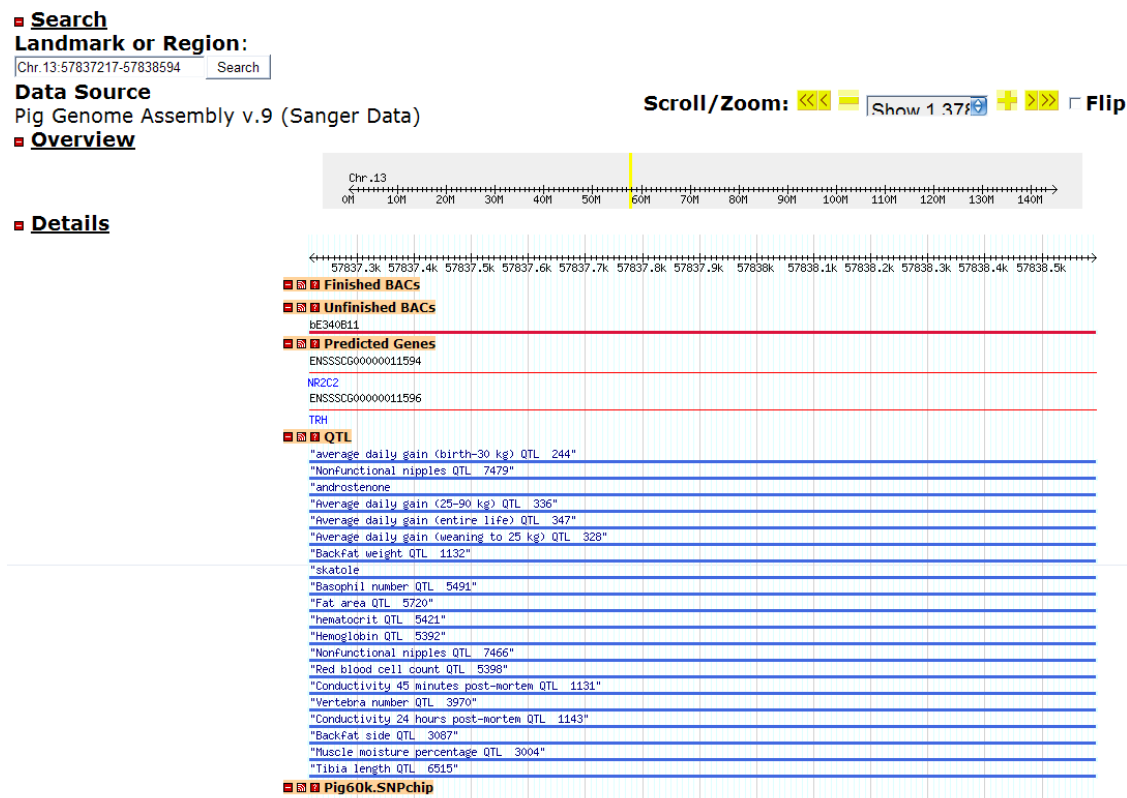 Search
Landmark or Region:
Chr.13:57837217-57838594 Search
Data Source
Pig Genome Assembly v.9 (Sanger Data)
Scroll/Zoom: << < Show 1.378 > >> Flip
Overview
Chr.13
0M 10M 20M 30M 40M 50M 60M 70M 80M 90M 100M 110M 120M 130M 140M
Details
57837.3k 57837.4k 57837.5k 57837.6k 57837.7k 57837.8k 57837.9k 57838k 57838.1k 57838.2k 57838.3k 57838.4k 57838.5k
Finished BACs
Unfinished BACs
bE340B11
Predicted Genes
ENSSSCG00000011594
NR2C2
ENSSSCG00000011596
TRH
QTL
"average daily gain (birth-30 kg) QTL 244"
"Nonfunctional nipples QTL 7479"
"androstenone
"Average daily gain (25-90 kg) QTL 336"
"Average daily gain (entire life) QTL 347"
"Average daily gain (weaning to 25 kg) QTL 328"
"Backfat weight QTL 1132"
"skatole
"Basophil number QTL 5491"
"Fat area QTL 5720"
"hematocrit QTL 5421"
"Hemoglobin QTL 5392"
"Nonfunctional nipples QTL 7466"
"Red blood cell count QTL 5398"
"Conductivity 45 minutes post-mortem QTL 1131"
"Vertebra number QTL 3970"
"Conductivity 24 hours post-mortem QTL 1143"
"Backfat side QTL 3087"
"Muscle moisture percentage QTL 3004"
"Tibia length QTL 6515"
Pig60k.SNPchip